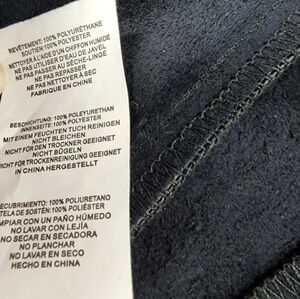 REVÊTEMENT: 100% POLYURÉTHANE
SOUTIEN: 100% POLYESTER
NETTOYER À L'AIDE D'UN CHIFFON HUMIDE
NE PAS UTILISER D'EAU DE JAVEL
NE PAS PASSER AU SÈCHE-LINGE
NE PAS REPASSER
NE PAS NETTOYER À SEC
FABRIQUE EN CHINE
BESCHICHTUNG: 100% POLEYURETHAN
INNENSEITE: 100% POLYESTER
MIT EINEM FEUCHTEN TUCH REINIGEN
NICHT BLEICHEN
NICHT FÜR DEN TROMNER GEEIGNET
NICHT BÜGELN
NICHT FÜR TROCKENREINIGUNG GEEIGNET
IN CHINA HERGESTELLT
RECUBRIMIENTO: 100% POLIURETANO
TELA DE SOSTÉN: 100% POLIÉSTER
LIMPIAR CON UN PAÑO HÚMEDO
NO LAVAR CON LEJÍA
NO SECAR EN SECADORA
NO PLANCHAR
NO LAVAR EN SECO
HECHO EN CHINA